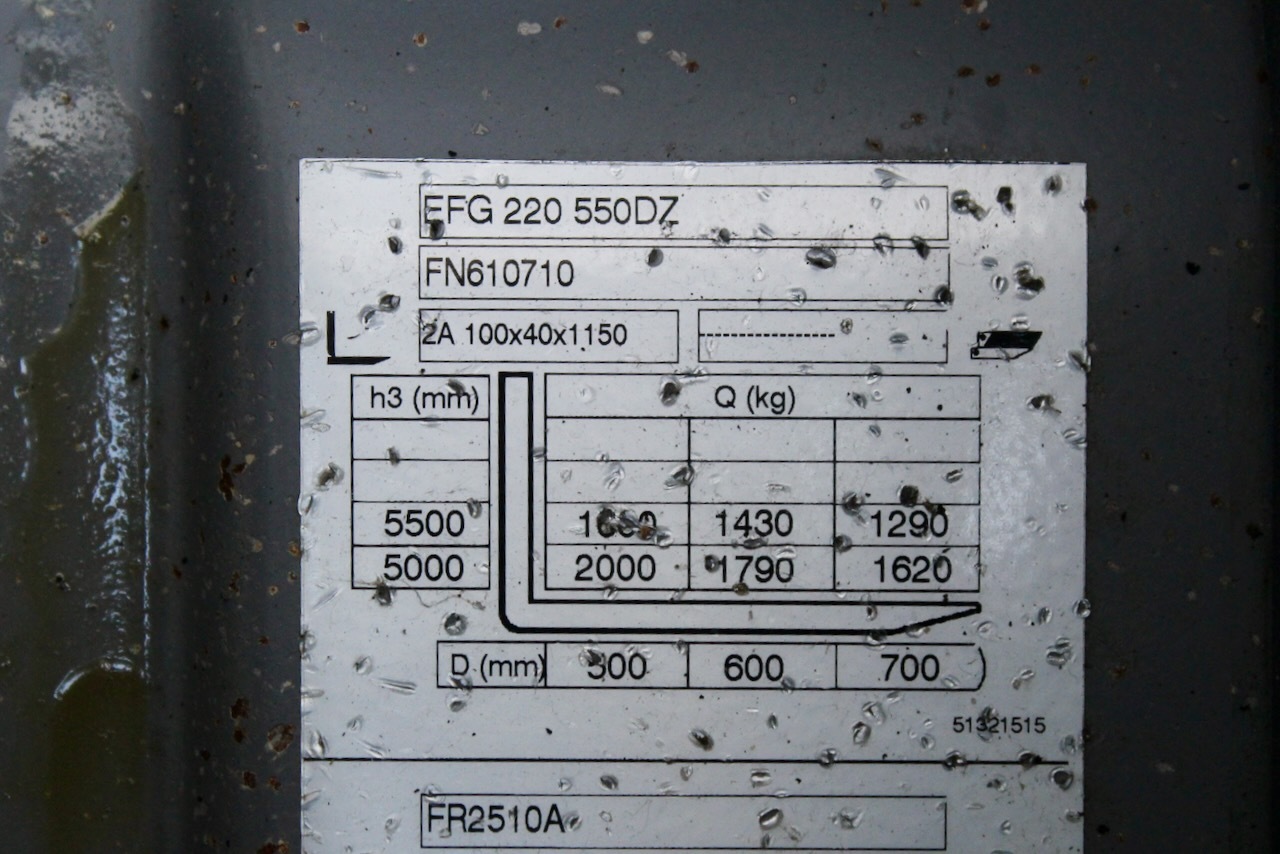 EFG 220 550DZ
FN610710
2A 100x40x1150
h3 (mm) Q (kg)
5500 1430 1290
5000 2000 1790 1620
D (mm) 600 700
51321515
FR2510A